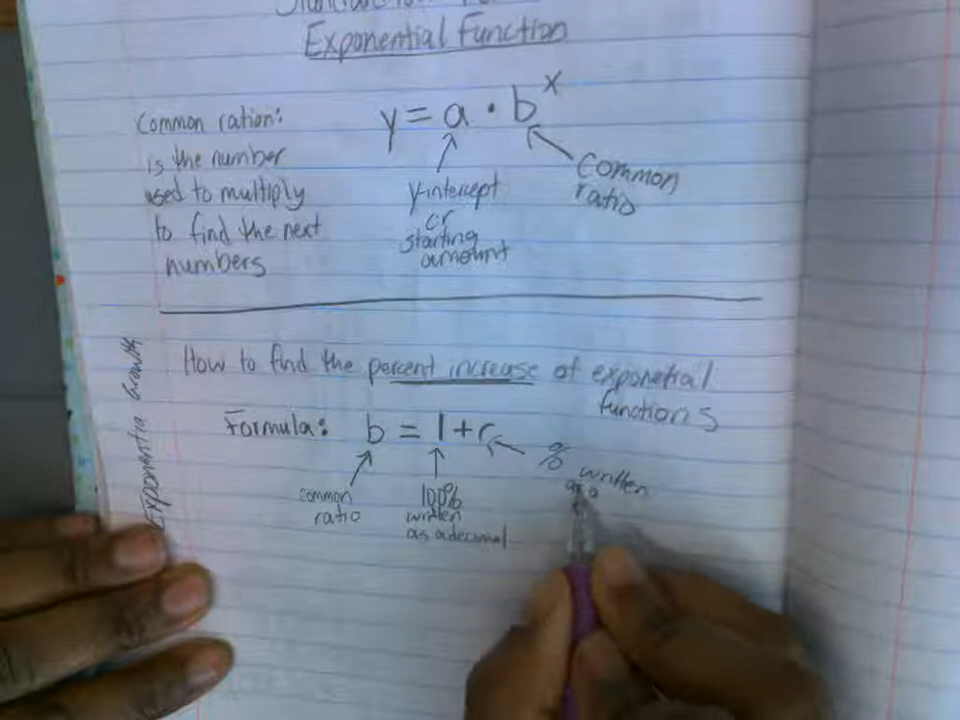 Exponential Function
y = a · b^x
Common ration:
is the number
used to multiply
to find the next
numbers
y-intercept
or
starting
amount
common
ratio
How to find the percent increase of exponetial
functions
Exponentia Growth
Formula: b = 1 + r
common
ratio
100%
written
as a decimal
% written
as a